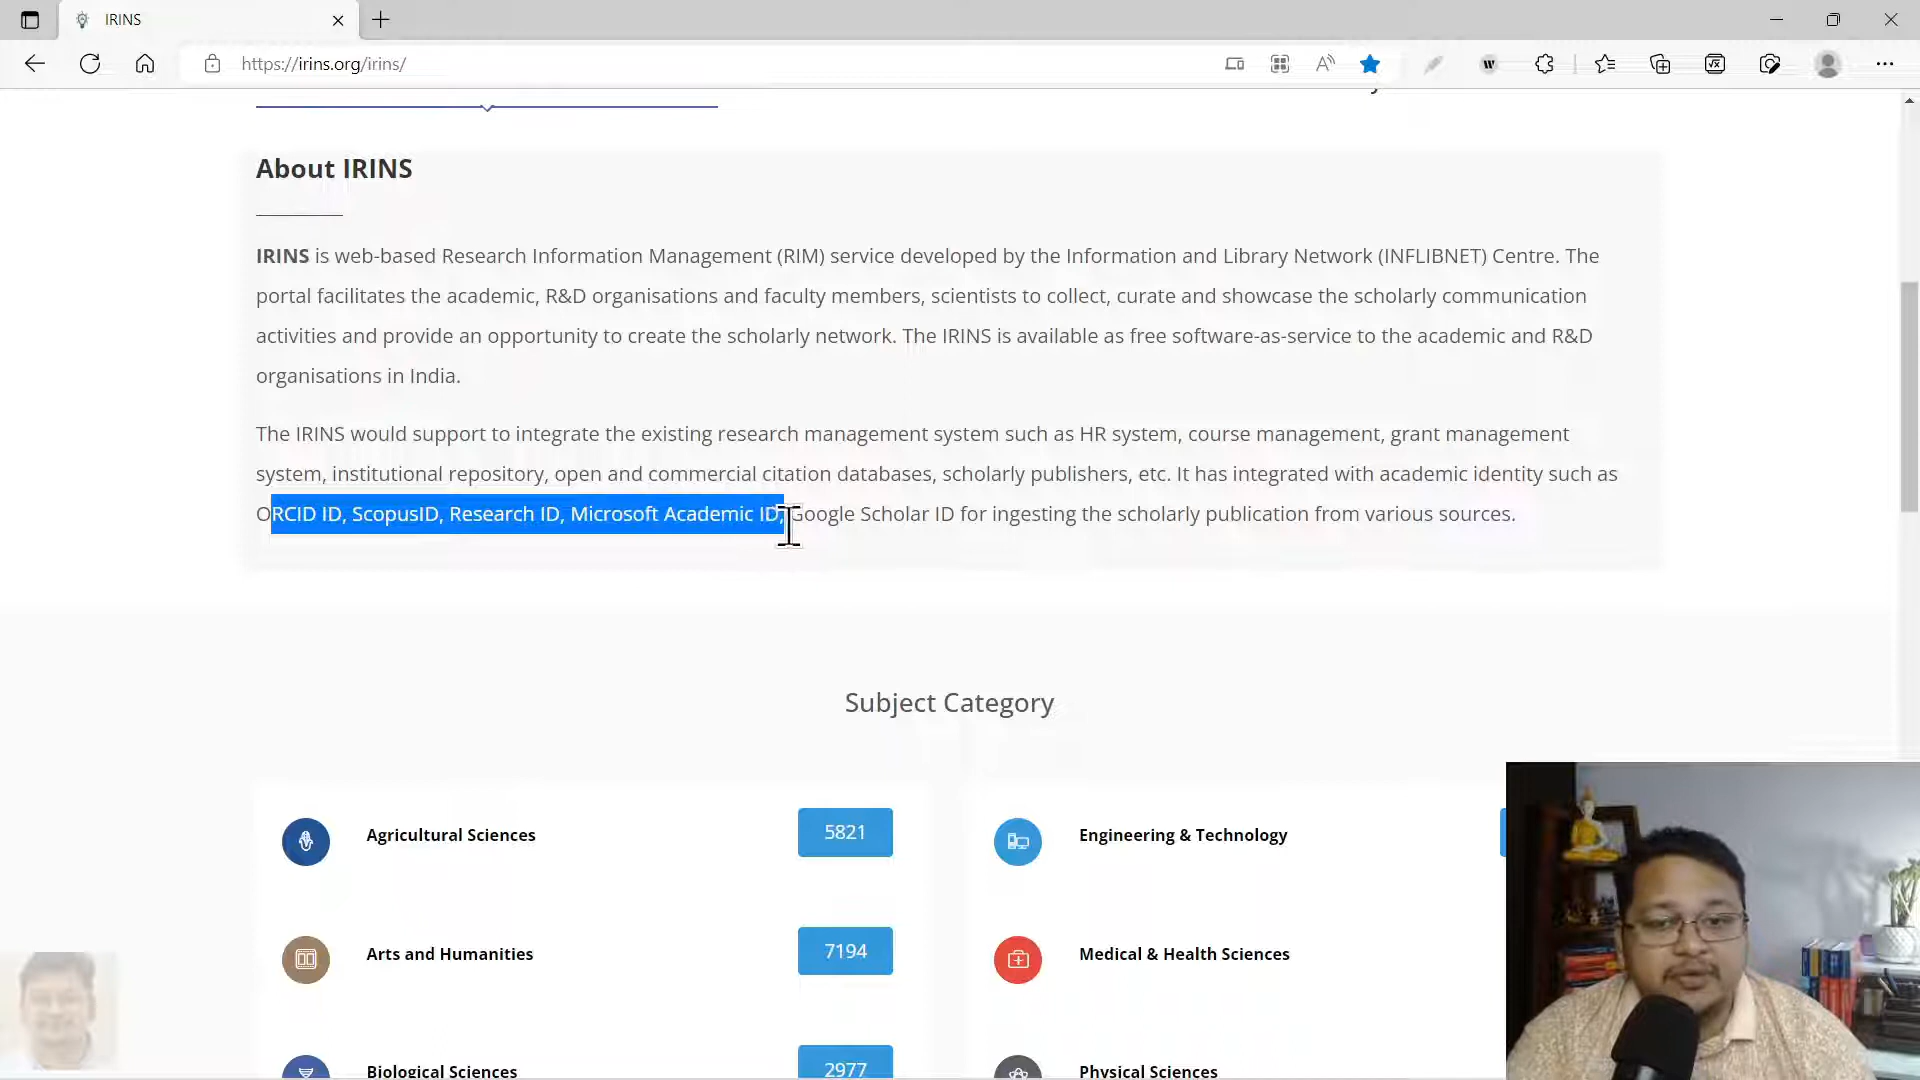 IRINS
https://irins.org/irins/
About IRINS
IRINS is web-based Research Information Management (RIM) service developed by the Information and Library Network (INFLIBNET) Centre. The
portal facilitates the academic, R&D organisations and faculty members, scientists to collect, curate and showcase the scholarly communication
activities and provide an opportunity to create the scholarly network. The IRINS is available as free software-as-service to the academic and R&D
organisations in India.
The IRINS would support to integrate the existing research management system such as HR system, course management, grant management
system, institutional repository, open and commercial citation databases, scholarly publishers, etc. It has integrated with academic identity such as
ORCID ID, ScopusID, Research ID, Microsoft Academic ID, Google Scholar ID for ingesting the scholarly publication from various sources.
Subject Category
Agricultural Sciences 5821
Engineering & Technology
Arts and Humanities 7194
Medical & Health Sciences
Biological Sciences 2977
Physical Sciences